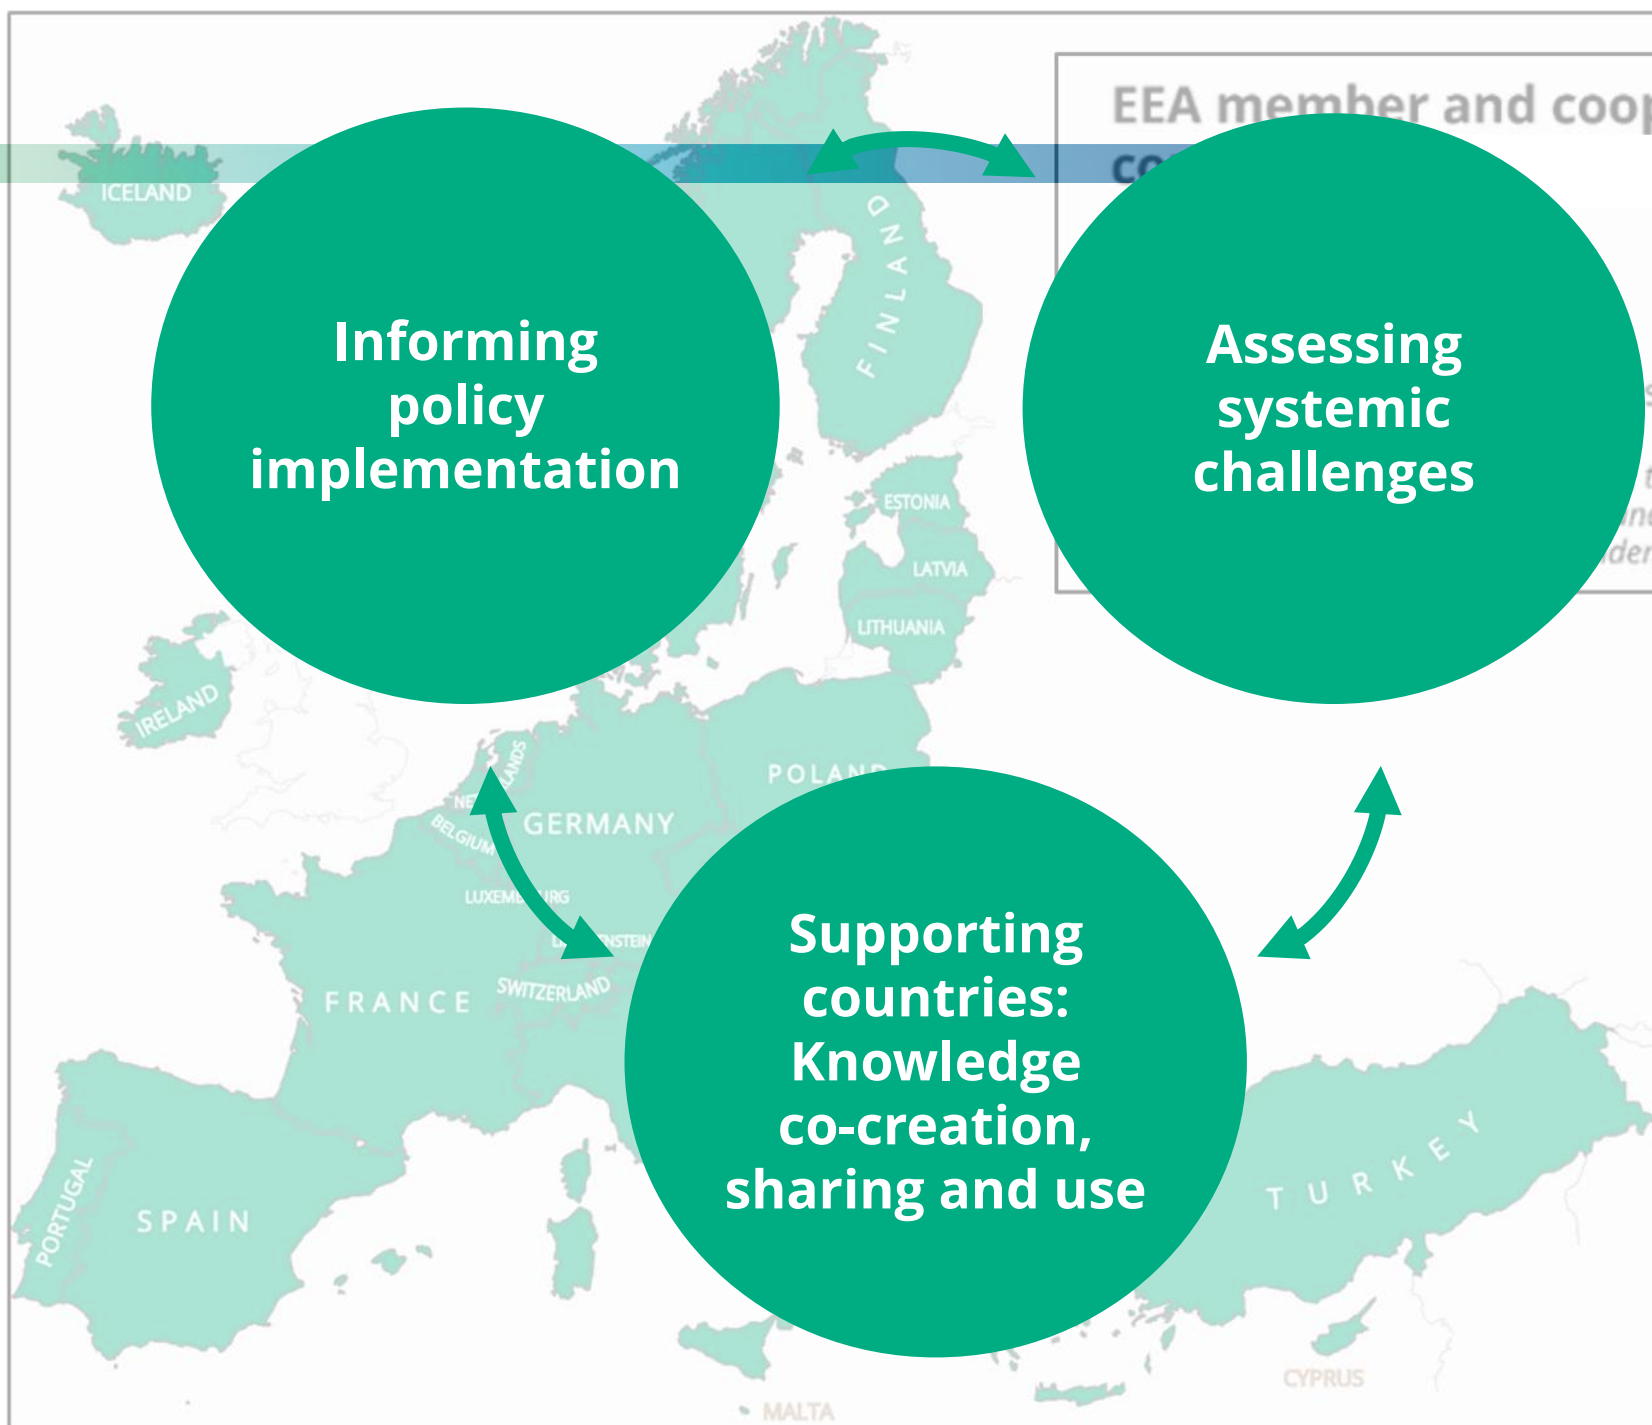 EEA member and
ICELAND
FINLAND
Informing
policy
implementation
Assessing
systemic
challenges
ESTONIA
LATVIA
LITHUANIA
IRELAND
POLAND
GERMANY
BELGIUM
FRANCE
SWITZERLAND
Supporting
countries:
Knowledge
co-creation,
sharing and use
PORTUGAL
SPAIN
TURKEY
CYPRUS
MALTA